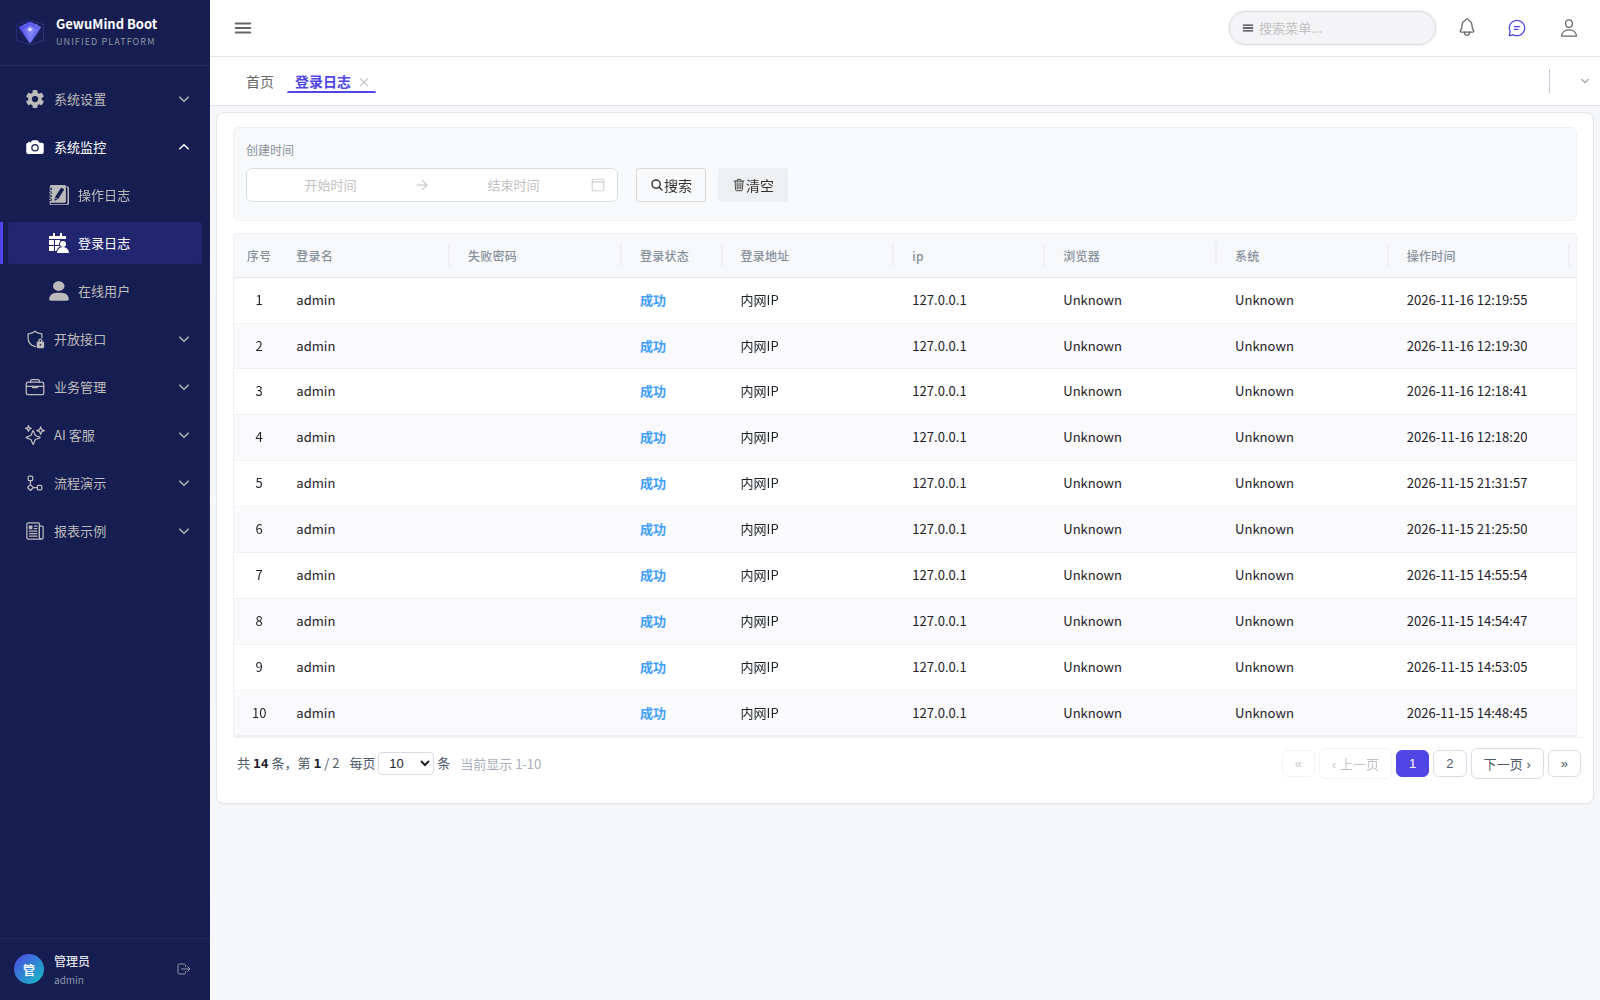 GewuMind Boot
UNIFIED PLATFORM
系统设置
系统监控
操作日志
登录日志
在线用户
开放接口
业务管理
AI 客服
流程演示
报表示例
管
管理员
admin
搜索菜单...
首页 登录日志
创建时间
开始时间 结束时间 搜索 清空
序号 登录名 失败密码 登录状态 登录地址 ip 浏览器 系统 操作时间
1 admin 成功 内网IP 127.0.0.1 Unknown Unknown 2026-11-16 12:19:55
2 admin 成功 内网IP 127.0.0.1 Unknown Unknown 2026-11-16 12:19:30
3 admin 成功 内网IP 127.0.0.1 Unknown Unknown 2026-11-16 12:18:41
4 admin 成功 内网IP 127.0.0.1 Unknown Unknown 2026-11-16 12:18:20
5 admin 成功 内网IP 127.0.0.1 Unknown Unknown 2026-11-15 21:31:57
6 admin 成功 内网IP 127.0.0.1 Unknown Unknown 2026-11-15 21:25:50
7 admin 成功 内网IP 127.0.0.1 Unknown Unknown 2026-11-15 14:55:54
8 admin 成功 内网IP 127.0.0.1 Unknown Unknown 2026-11-15 14:54:47
9 admin 成功 内网IP 127.0.0.1 Unknown Unknown 2026-11-15 14:53:05
10 admin 成功 内网IP 127.0.0.1 Unknown Unknown 2026-11-15 14:48:45
共 14 条，第 1 / 2 每页 10 条 当前显示 1-10 « ‹ 上一页 1 2 下一页 › »